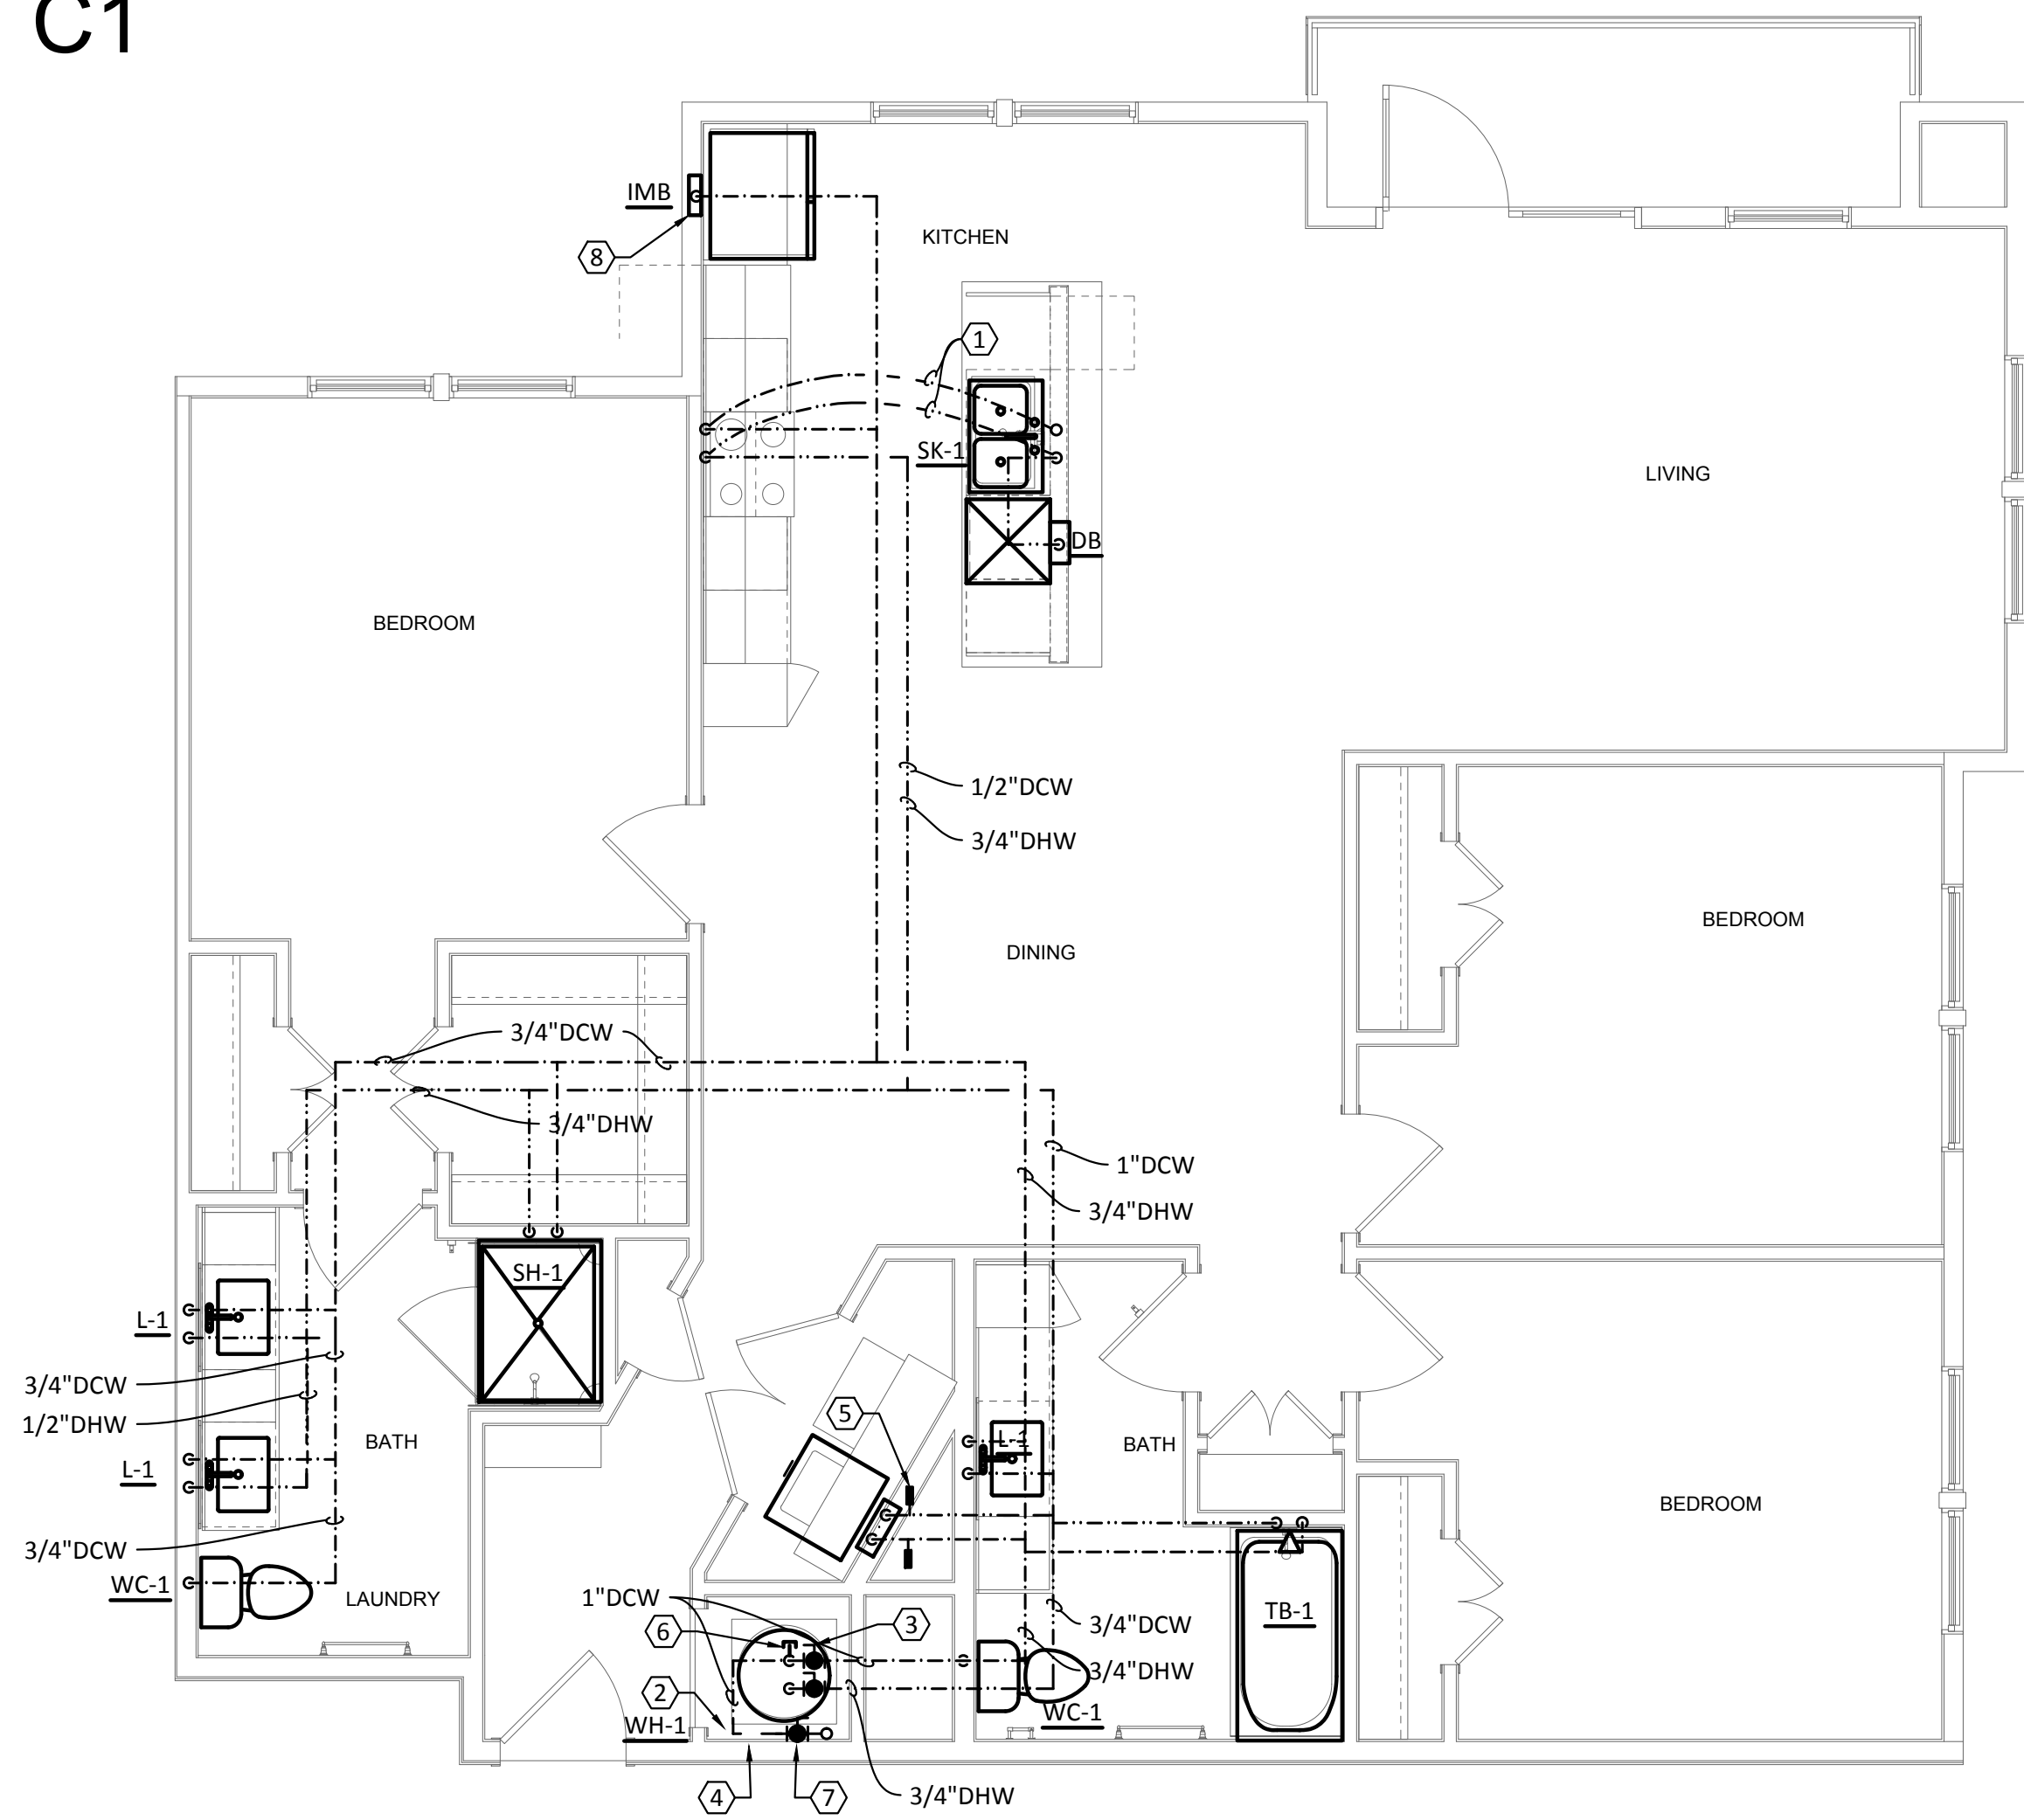 C1
IMB
8
KITCHEN
1
SK-1
LIVING
DB
BEDROOM
1/2"DCW
3/4"DHW
BEDROOM
DINING
3/4"DCW
3/4"DHW
1"DCW
3/4"DHW
SH-1
L-1
3/4"DCW
1/2"DHW
5
L-1
BATH
BATH
L-1
BEDROOM
3/4"DCW
WC-1
LAUNDRY
1"DCW
6
3
3/4"DCW
TB-1
3/4"DHW
2
WH-1
WC-1
4
7
3/4"DHW